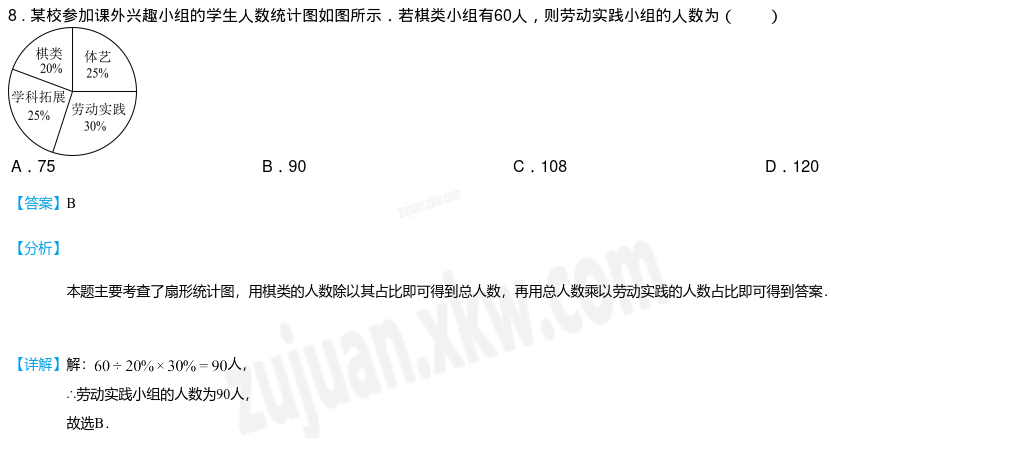 8．某校参加课外兴趣小组的学生人数统计图如图所示．若棋类小组有60人，则劳动实践小组的人数为（　　）
棋类
20%
体艺
25%
学科拓展
25%
劳动实践
30%
A．75 B．90 C．108 D．120
【答案】B
zujuan.xkw.com
【分析】
本题主要考查了扇形统计图，用棋类的人数除以其占比即可得到总人数，再用总人数乘以劳动实践的人数占比即可得到答案．
zujuan.xkw.com
【详解】解：60÷20%×30%=90人，
∴劳动实践小组的人数为90人，
故选B．